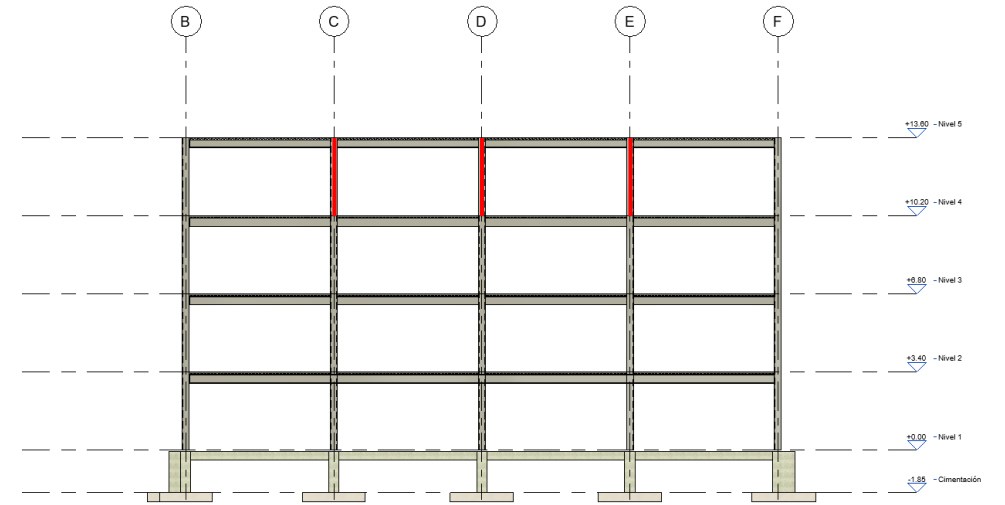 B C D E F
+13.60 - Nivel 5
+10.20 - Nivel 4
+6.80 - Nivel 3
+3.40 - Nivel 2
+0.00 - Nivel 1
-1.85 - Cimentación